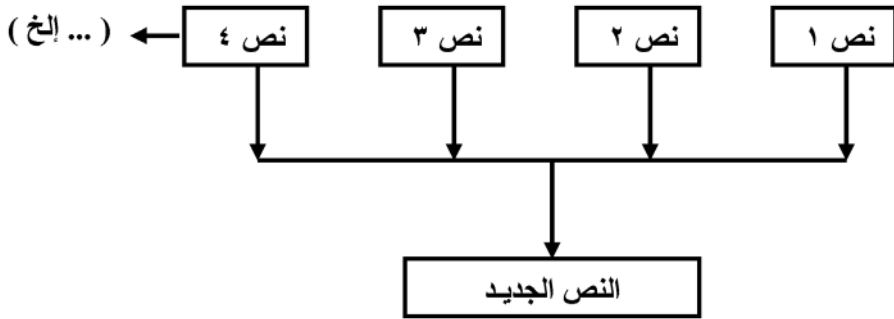 نص ١
نص ٢
نص ٣
نص ٤
( ... إلخ )
النص الجديد